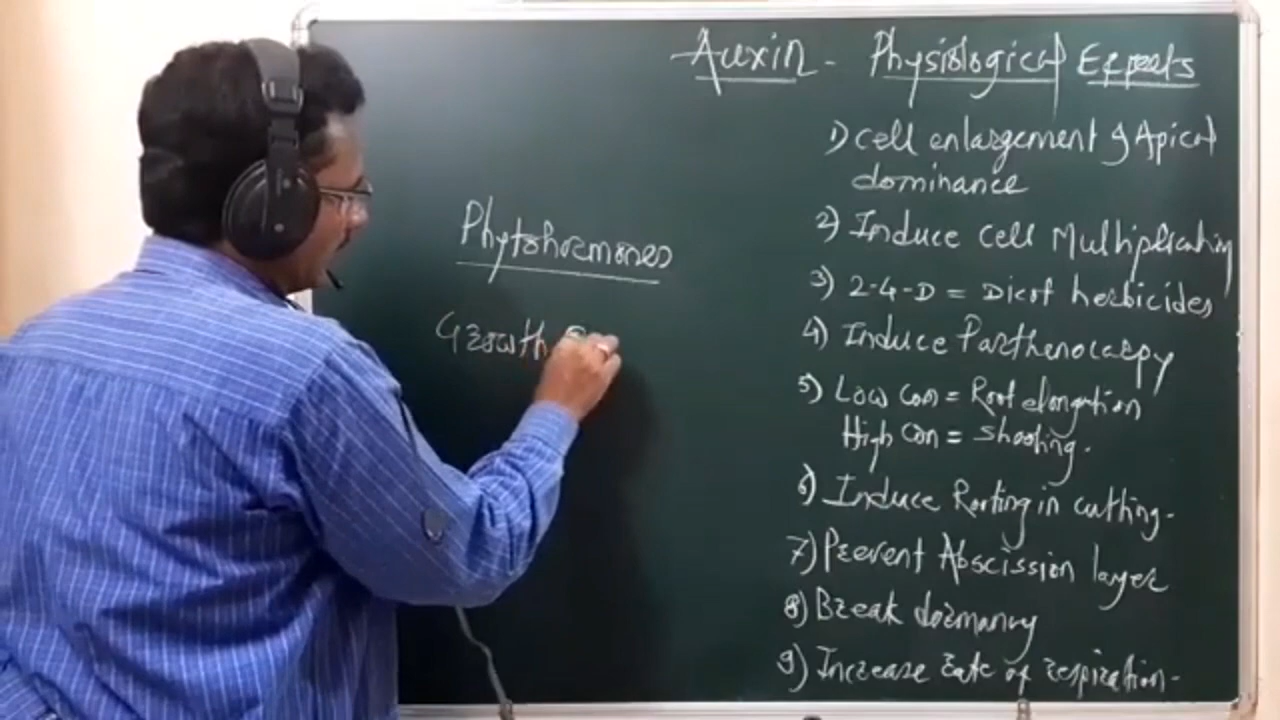 Auxin - Physiological Effects
1) Cell enlargement & Apical
dominance
2) Induce Cell Multiplication
3) 2-4-D = Dicot herbicides
4) Induce Parthenocarpy
5) Low Con = Root elongation
High Con = Shooting.
6) Induce Rooting in cutting.
7) Prevent Abscission layer
8) Break dormancy
9) Increase rate of respiration.
Phytohormones
Growth